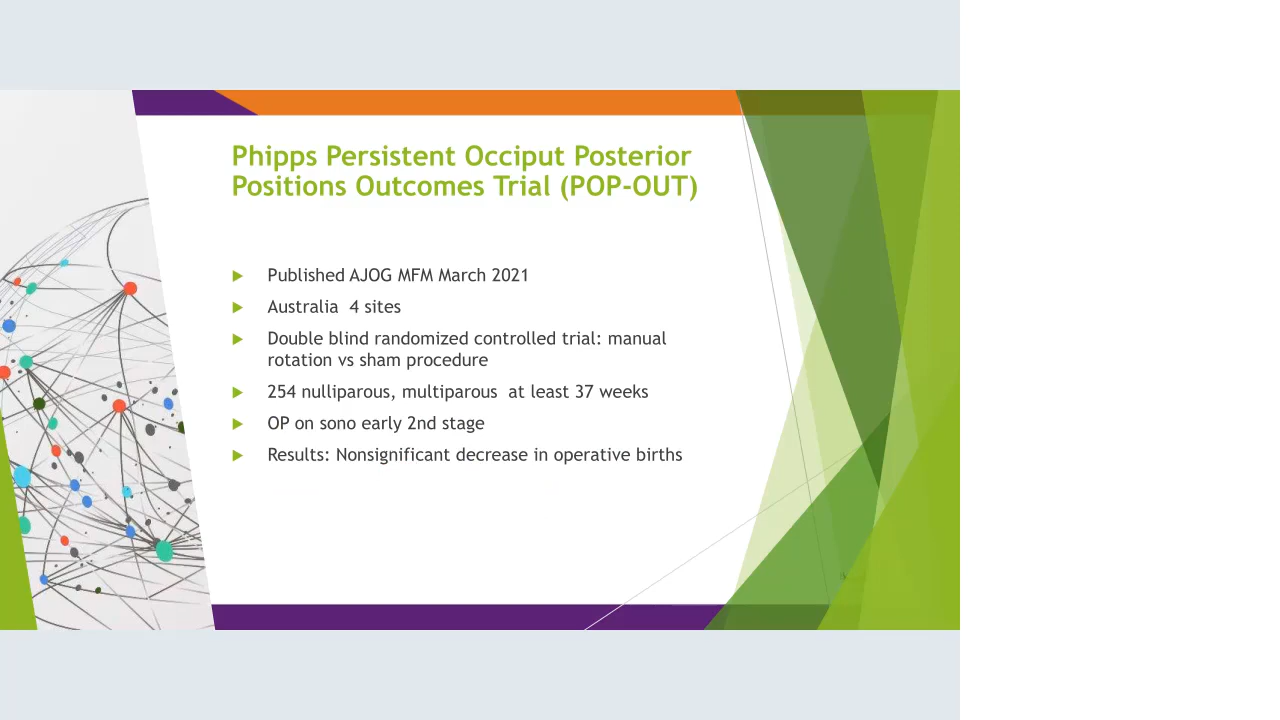 Phipps Persistent Occiput Posterior
Positions Outcomes Trial (POP-OUT)
Published AJOG MFM March 2021
Australia 4 sites
Double blind randomized controlled trial: manual
rotation vs sham procedure
254 nulliparous, multiparous at least 37 weeks
OP on sono early 2nd stage
Results: Nonsignificant decrease in operative births